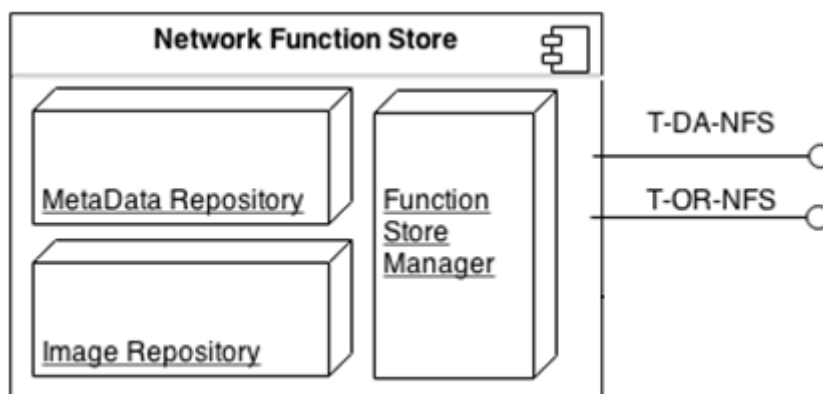 Network Function Store
MetaData Repository
Image Repository
Function
Store
Manager
T-DA-NFS
T-OR-NFS